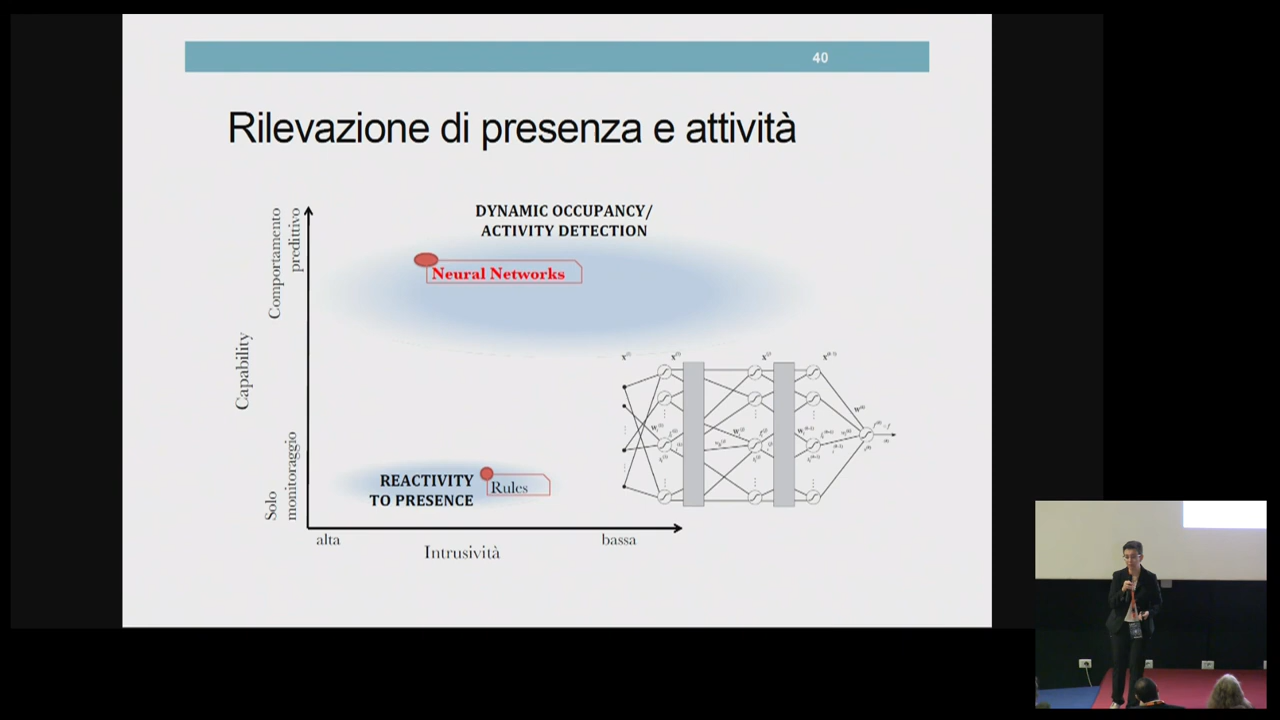 40
Rilevazione di presenza e attività
DYNAMIC OCCUPANCY/
ACTIVITY DETECTION
Neural Networks
Comportamento
predittivo
Capability
Solo
monitoraggio
REACTIVITY
TO PRESENCE
Rules
alta
bassa
Intrusività